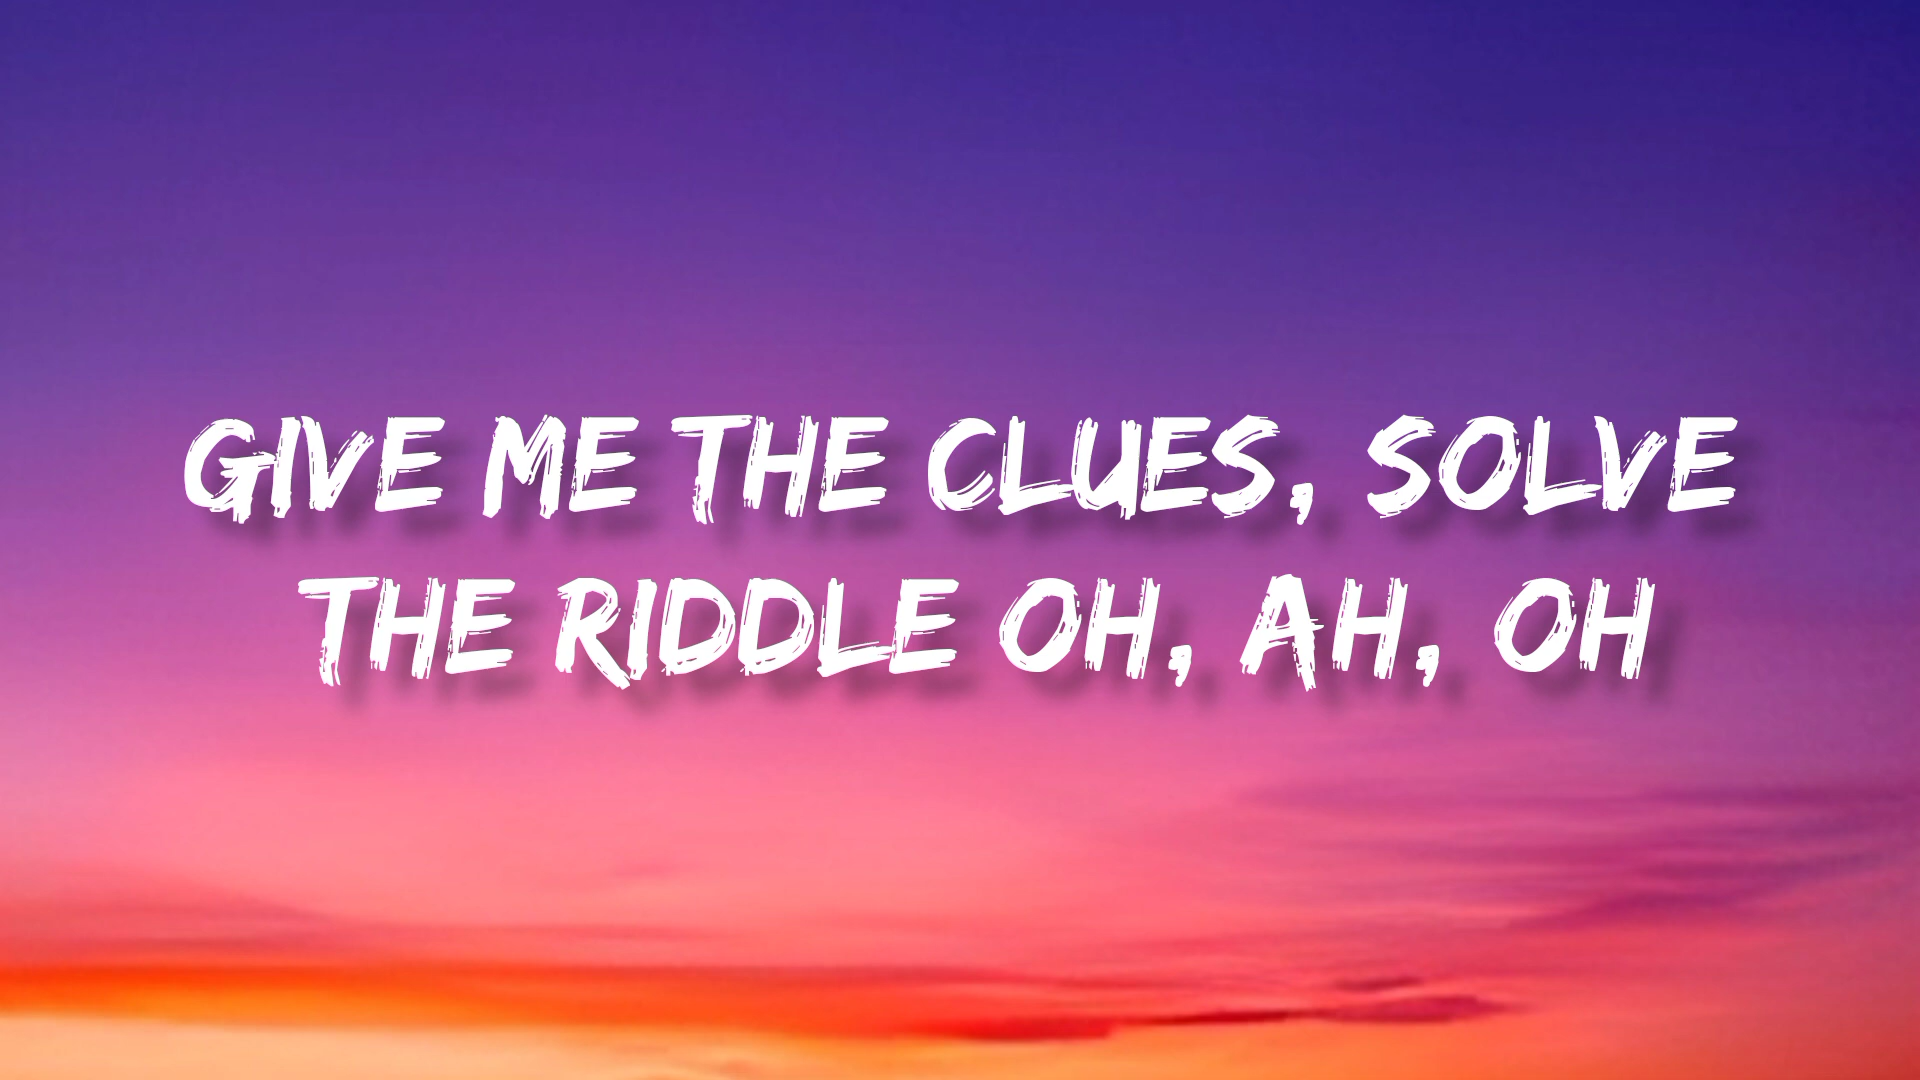 GIVE ME THE CLUES, SOLVE
THE RIDDLE OH, AH, OH